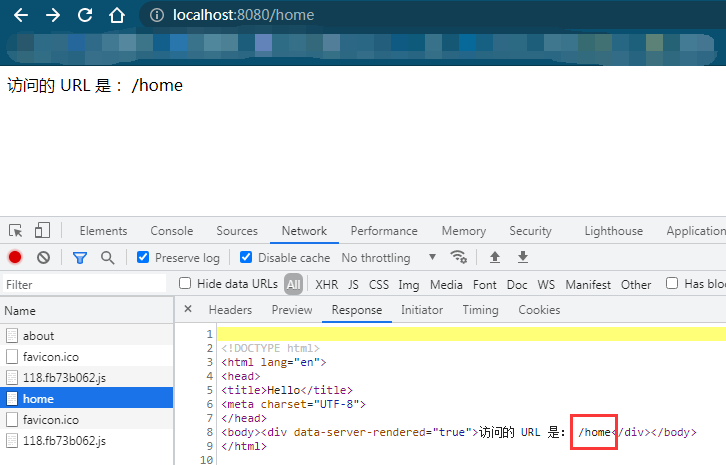 localhost:8080/home
访问的 URL 是： /home
Elements Console Sources Network Performance Memory Security Lighthouse Application
Preserve log Disable cache No throttling
Filter Hide data URLs All XHR JS CSS Img Media Font Doc WS Manifest Other Has bloc
Name × Headers Preview Response Initiator Timing Cookies
about
favicon.ico
118.fb73b062.js
home
favicon.ico
118.fb73b062.js
1
2 <!DOCTYPE html>
3 <html lang="en">
4 <head>
5 <title>Hello</title>
6 <meta charset="UTF-8">
7 </head>
8 <body><div data-server-rendered="true">访问的 URL 是： /home</div></body>
9 </html>
10